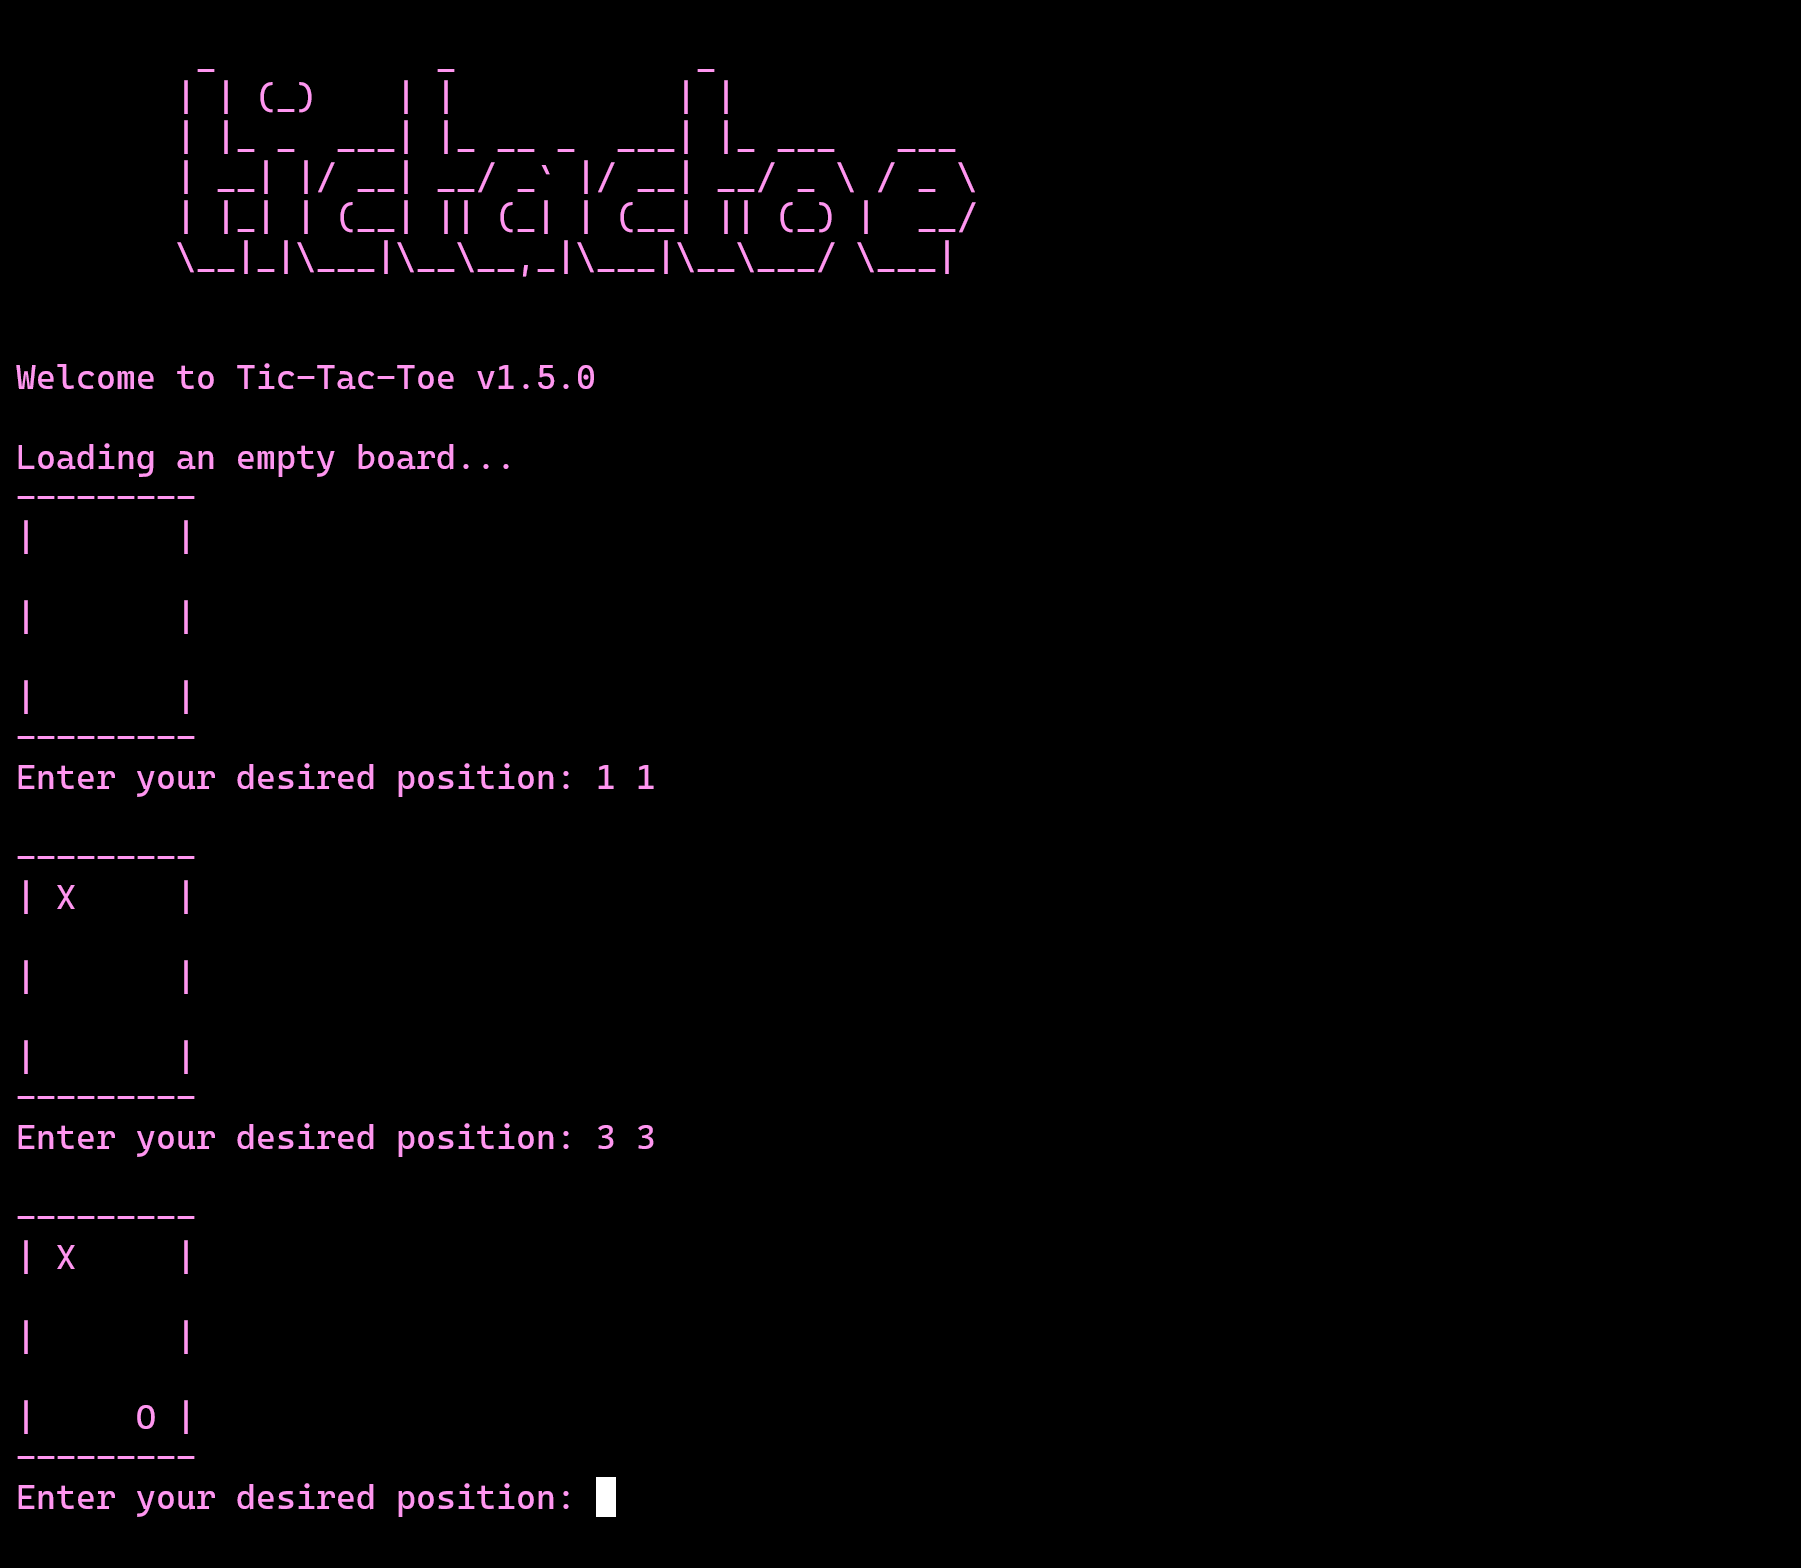 _           _            _
        | | (_)    | |           | |
        | |_ _  ___| |_ __ _  ___| |_ ___   ___
        | __| |/ __| __/ _` |/ __| __/ _ \ / _ \
        | |_| | (__| || (_| | (__| || (_) |  __/
        \__|_|\___|\__\__,_|\___|\__\___/ \___|
Welcome to Tic-Tac-Toe v1.5.0
Loading an empty board...
---------
|       |
|       |
|       |
---------
Enter your desired position: 1 1
---------
| X     |
|       |
|       |
---------
Enter your desired position: 3 3
---------
| X     |
|       |
|     O |
---------
Enter your desired position: